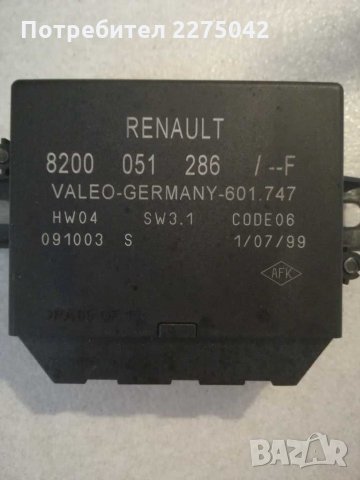 Потребител 2275042
RENAULT
8200 051 286 /--F
VALEO-GERMANY-601.747
HW04 SW3.1 CODE06
091003 S 1/07/99
AFK
BAZAR